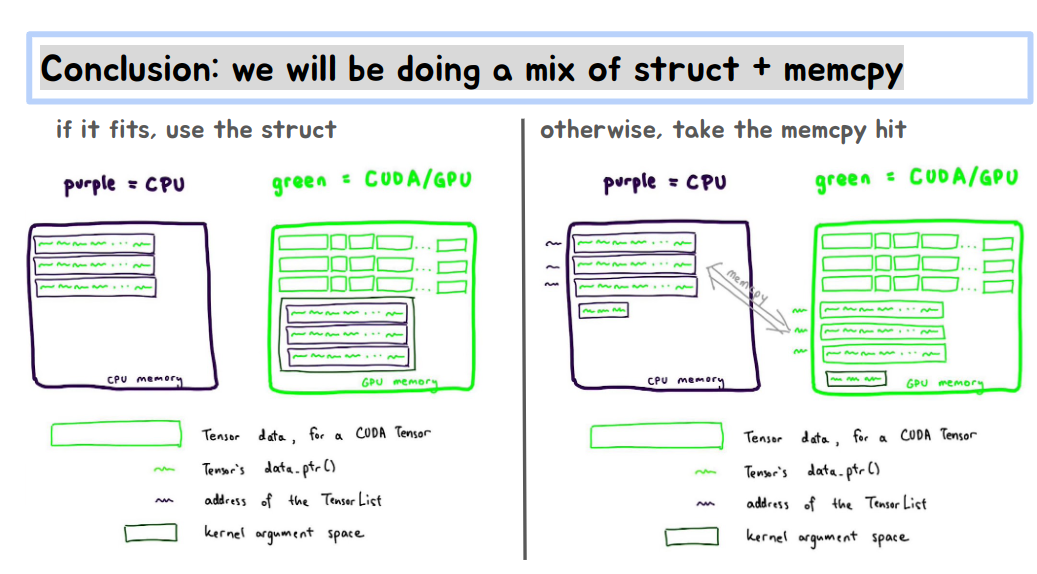 Conclusion: we will be doing a mix of struct + memcpy
if it fits, use the struct
purple = CPU
green = CUDA/GPU
CPU memory
GPU memory
Tensor data, for a CUDA Tensor
Tensor's data_ptr()
address of the TensorList
kernel argument space
otherwise, take the memcpy hit
purple = CPU
green = CUDA/GPU
memcpy
CPU memory
GPU memory
Tensor data, for a CUDA Tensor
Tensor's data_ptr()
address of the TensorList
kernel argument space